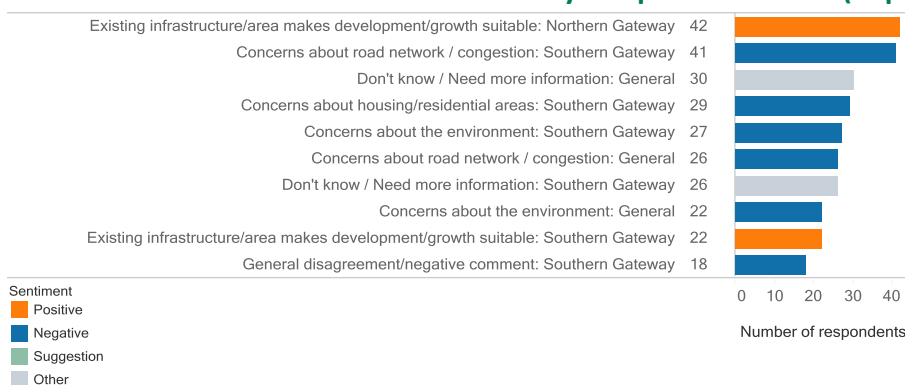 Existing infrastructure/area makes development/growth suitable: Northern Gateway 42
Concerns about road network / congestion: Southern Gateway 41
Don't know / Need more information: General 30
Concerns about housing/residential areas: Southern Gateway 29
Concerns about the environment: Southern Gateway 27
Concerns about road network / congestion: General 26
Don't know / Need more information: Southern Gateway 26
Concerns about the environment: General 22
Existing infrastructure/area makes development/growth suitable: Southern Gateway 22
General disagreement/negative comment: Southern Gateway 18
0 10 20 30 40
Number of respondents
Sentiment
Positive
Negative
Suggestion
Other